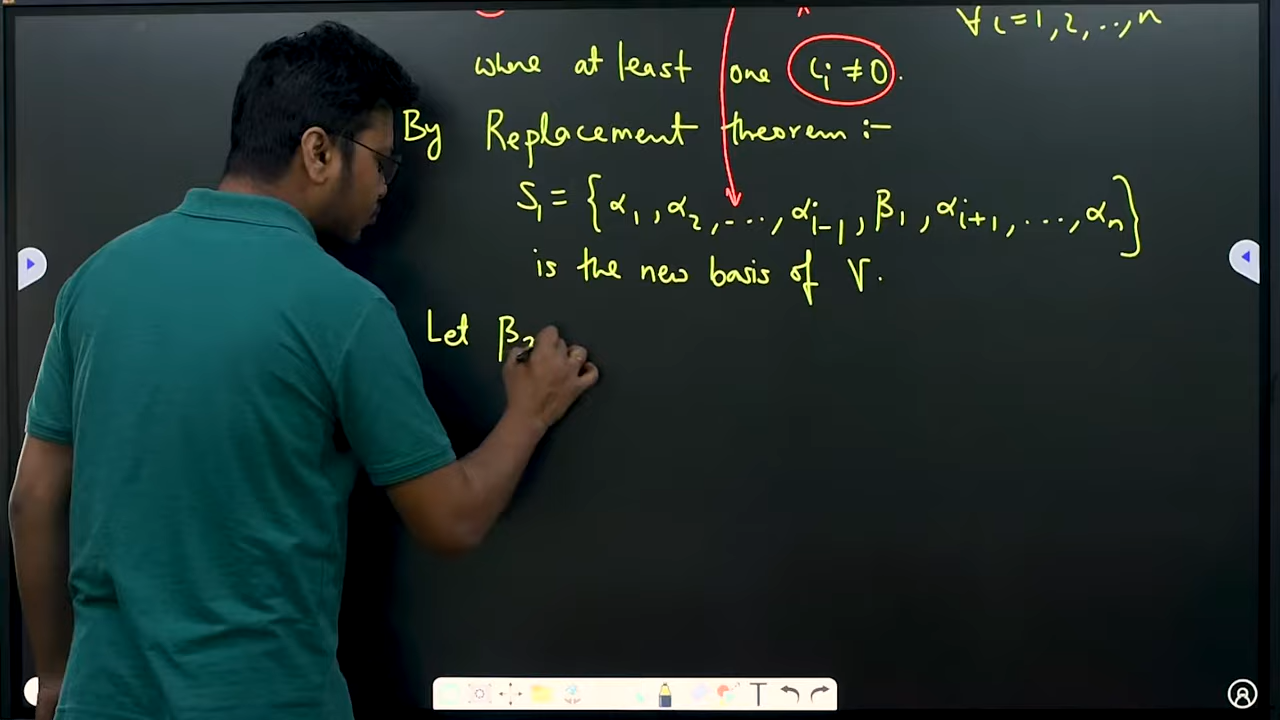 ∀ i=1,2,..,n
where at least one cᵢ ≠ 0.
By Replacement theorem :-
S₁ = {α₁, α₂, ..., αᵢ₋₁, β₁, αᵢ₊₁, ..., αₙ}
is the new basis of V.
Let β₂
T